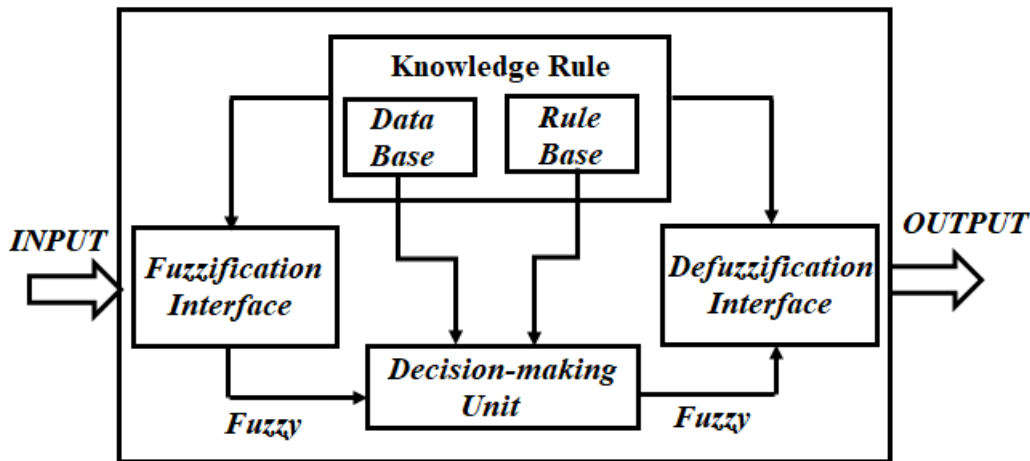 Knowledge Rule
Data
Base
Rule
Base
INPUT
Fuzzification
Interface
Defuzzification
Interface
OUTPUT
Decision-making
Unit
Fuzzy
Fuzzy